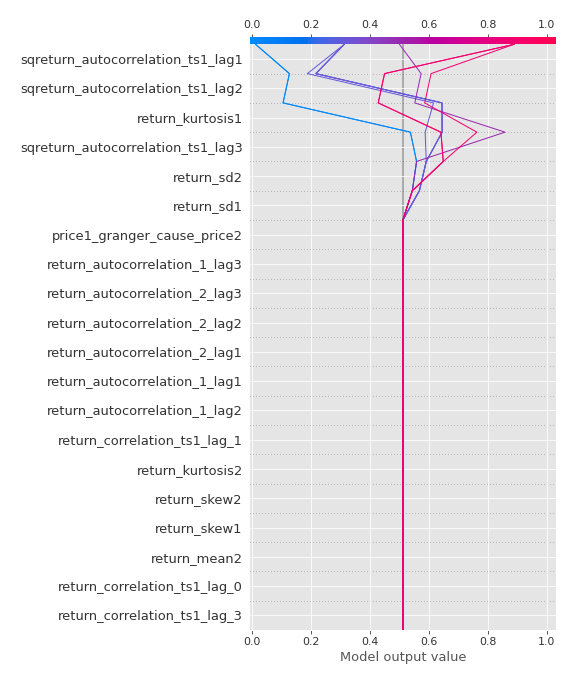 0.0 0.2 0.4 0.6 0.8 1.0
sqreturn_autocorrelation_ts1_lag1
sqreturn_autocorrelation_ts1_lag2
return_kurtosis1
sqreturn_autocorrelation_ts1_lag3
return_sd2
return_sd1
price1_granger_cause_price2
return_autocorrelation_1_lag3
return_autocorrelation_2_lag3
return_autocorrelation_2_lag2
return_autocorrelation_2_lag1
return_autocorrelation_1_lag1
return_autocorrelation_1_lag2
return_correlation_ts1_lag_1
return_kurtosis2
return_skew2
return_skew1
return_mean2
return_correlation_ts1_lag_0
return_correlation_ts1_lag_3
0.0 0.2 0.4 0.6 0.8 1.0
Model output value